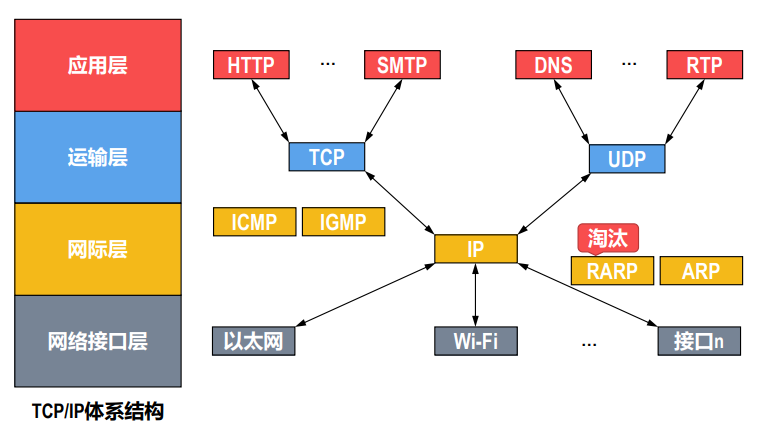 应用层
HTTP … SMTP DNS … RTP
运输层
TCP UDP
网际层
ICMP IGMP
IP
淘汰
RARP ARP
网络接口层
以太网 Wi-Fi … 接口n
TCP/IP体系结构